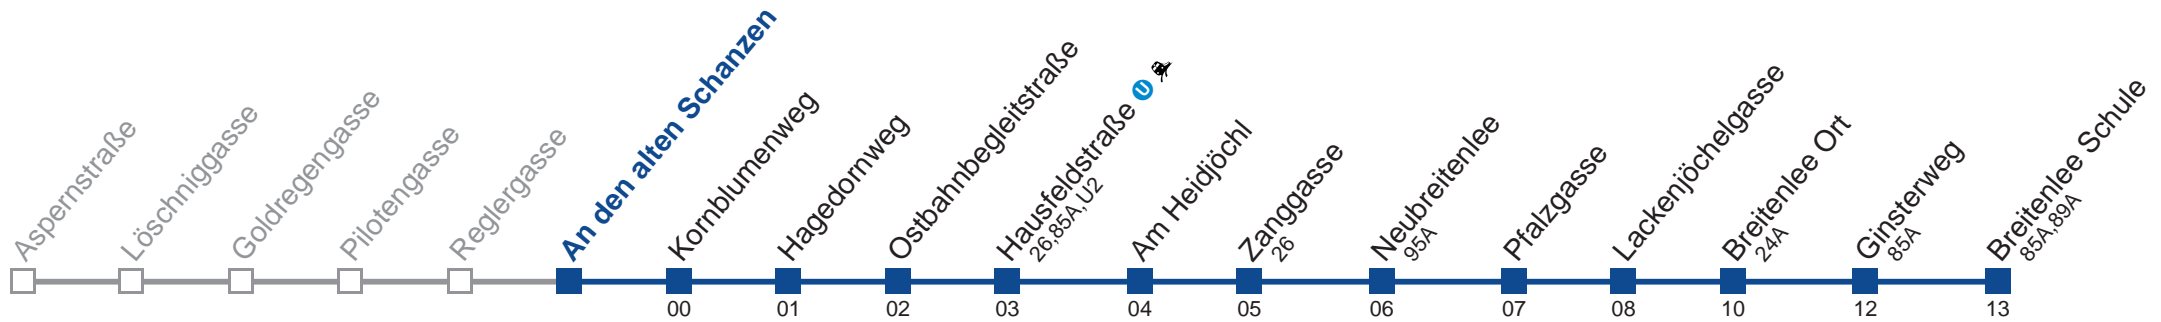 Aspernstraße
Löschniggasse
Goldregengasse
Pilotengasse
Reglergasse
An den alten Schanzen
Kornblumenweg
Hagedornweg
Ostbahnbegleitstraße
Hausfeldstraße U
26,85A,U2
Am Heidjöchl
Zanggasse
26
Neubreitenlee
95A
Pfalzgasse
Lackenjöchelgasse
Breitenlee Ort
24A
Ginsterweg
85A
Breitenlee Schule
85A,89A
00 01 02 03 04 05 06 07 08 10 12 13